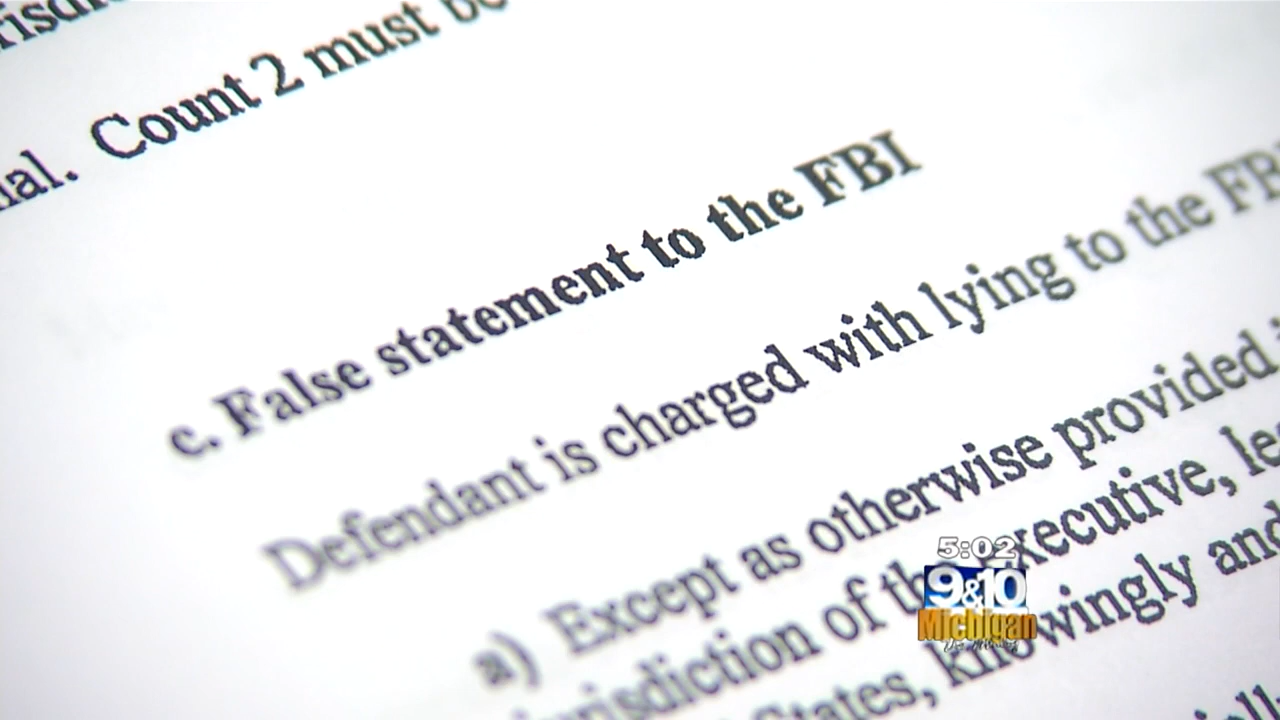 Count 2 must be
c. False statement to the FBI
Defendant is charged with lying to the FBI
a) Except as otherwise provided
jurisdiction of the executive,
States, knowingly and
5:02
9&10
Michigan